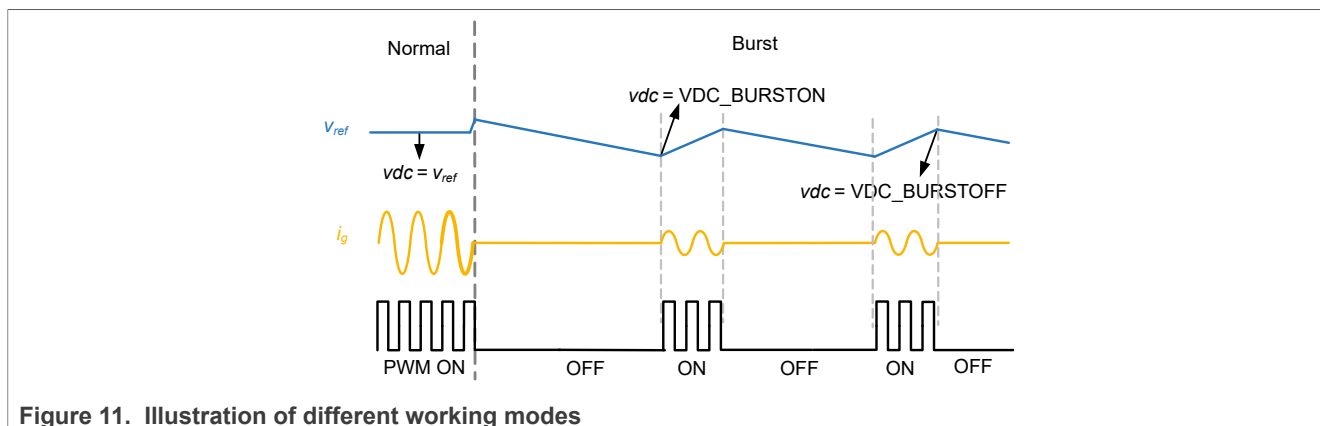 Normal
Burst
vdc = VDC_BURSTON
vref
vdc = vref
vdc = VDC_BURSTOFF
ig
PWM ON
OFF
ON
OFF
ON
OFF
Figure 11. Illustration of different working modes